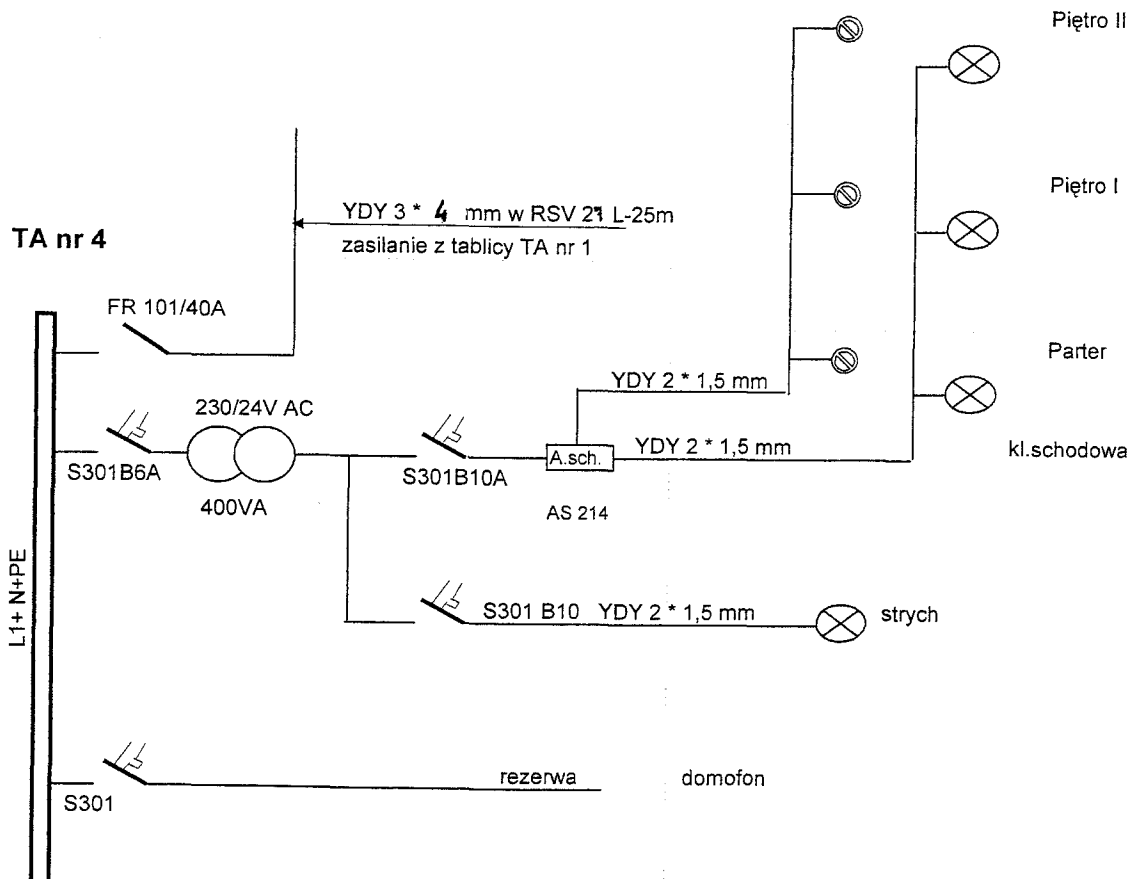 Piętro II
Piętro I
YDY 3 * 4 mm w RSV 21 L-25m
zasilanie z tablicy TA nr 1
TA nr 4
FR 101/40A
Parter
YDY 2 * 1,5 mm
230/24V AC
S301B6A
S301B10A
A.sch.
YDY 2 * 1,5 mm
kl.schodowa
400VA
AS 214
L1+ N+PE
S301 B10 YDY 2 * 1,5 mm
strych
rezerwa
domofon
S301